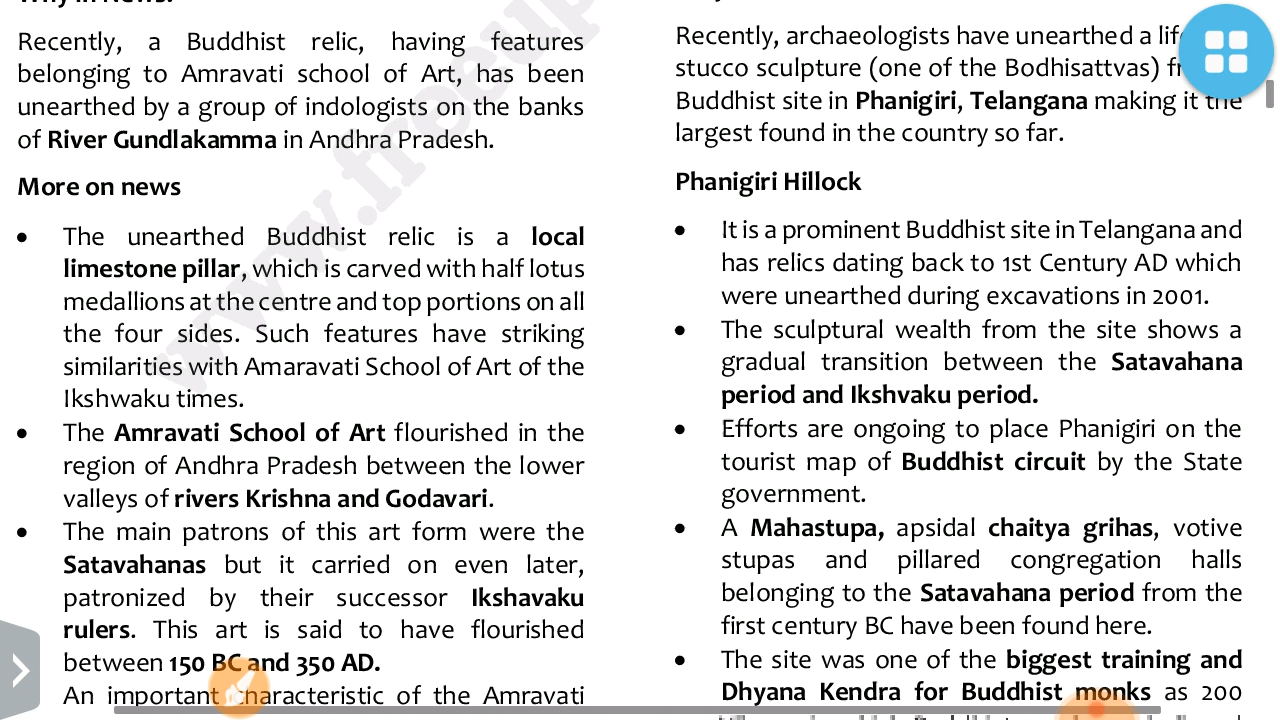 Recently, a Buddhist relic, having features
belonging to Amravati school of Art, has been
unearthed by a group of indologists on the banks
of River Gundlakamma in Andhra Pradesh.
More on news
• The unearthed Buddhist relic is a local
limestone pillar, which is carved with half lotus
medallions at the centre and top portions on all
the four sides. Such features have striking
similarities with Amaravati School of Art of the
Ikshwaku times.
• The Amravati School of Art flourished in the
region of Andhra Pradesh between the lower
valleys of rivers Krishna and Godavari.
• The main patrons of this art form were the
Satavahanas but it carried on even later,
patronized by their successor Ikshavaku
rulers. This art is said to have flourished
between 150 BC and 350 AD.
An important characteristic of the Amravati
Recently, archaeologists have unearthed a
stucco sculpture (one of the Bodhisattvas)
Buddhist site in Phanigiri, Telangana making it the
largest found in the country so far.
Phanigiri Hillock
• It is a prominent Buddhist site in Telangana and
has relics dating back to 1st Century AD which
were unearthed during excavations in 2001.
• The sculptural wealth from the site shows a
gradual transition between the Satavahana
period and Ikshvaku period.
• Efforts are ongoing to place Phanigiri on the
tourist map of Buddhist circuit by the State
government.
• A Mahastupa, apsidal chaitya grihas, votive
stupas and pillared congregation halls
belonging to the Satavahana period from the
first century BC have been found here.
• The site was one of the biggest training and
Dhyana Kendra for Buddhist monks as 200